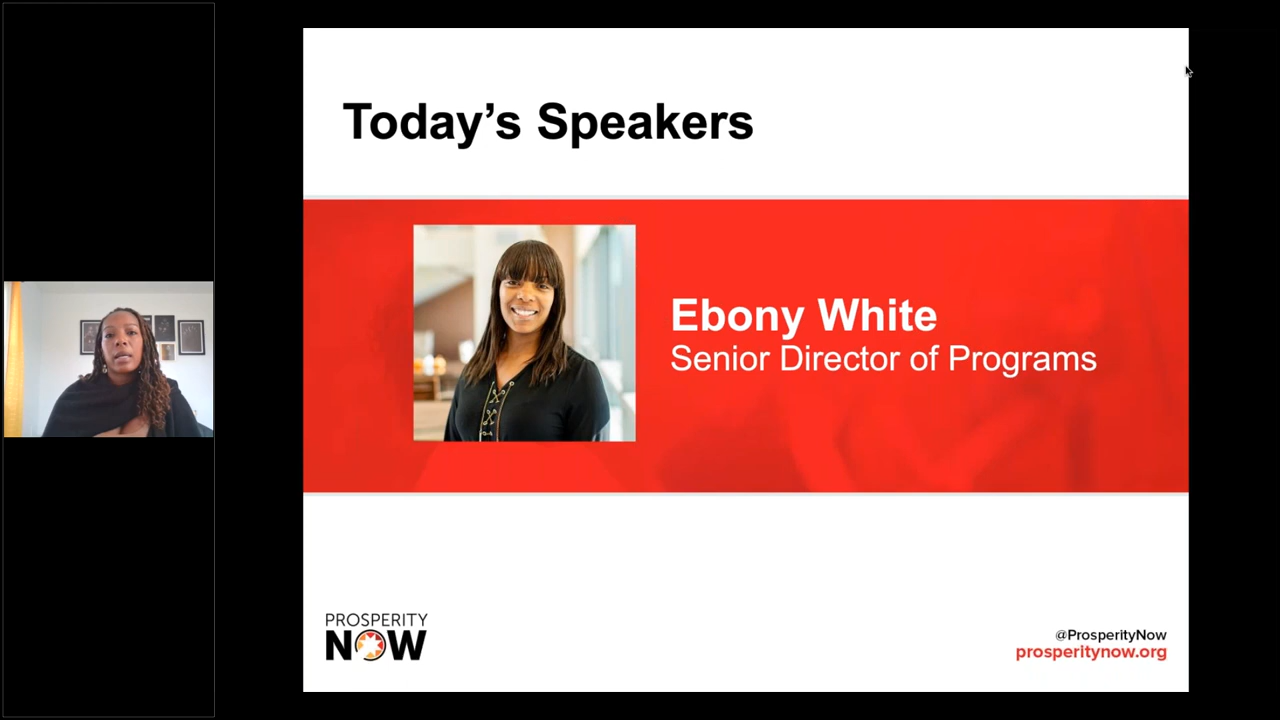 Today’s Speakers
Ebony White
Senior Director of Programs
PROSPERITY
NOW
@ProsperityNow
prosperitynow.org